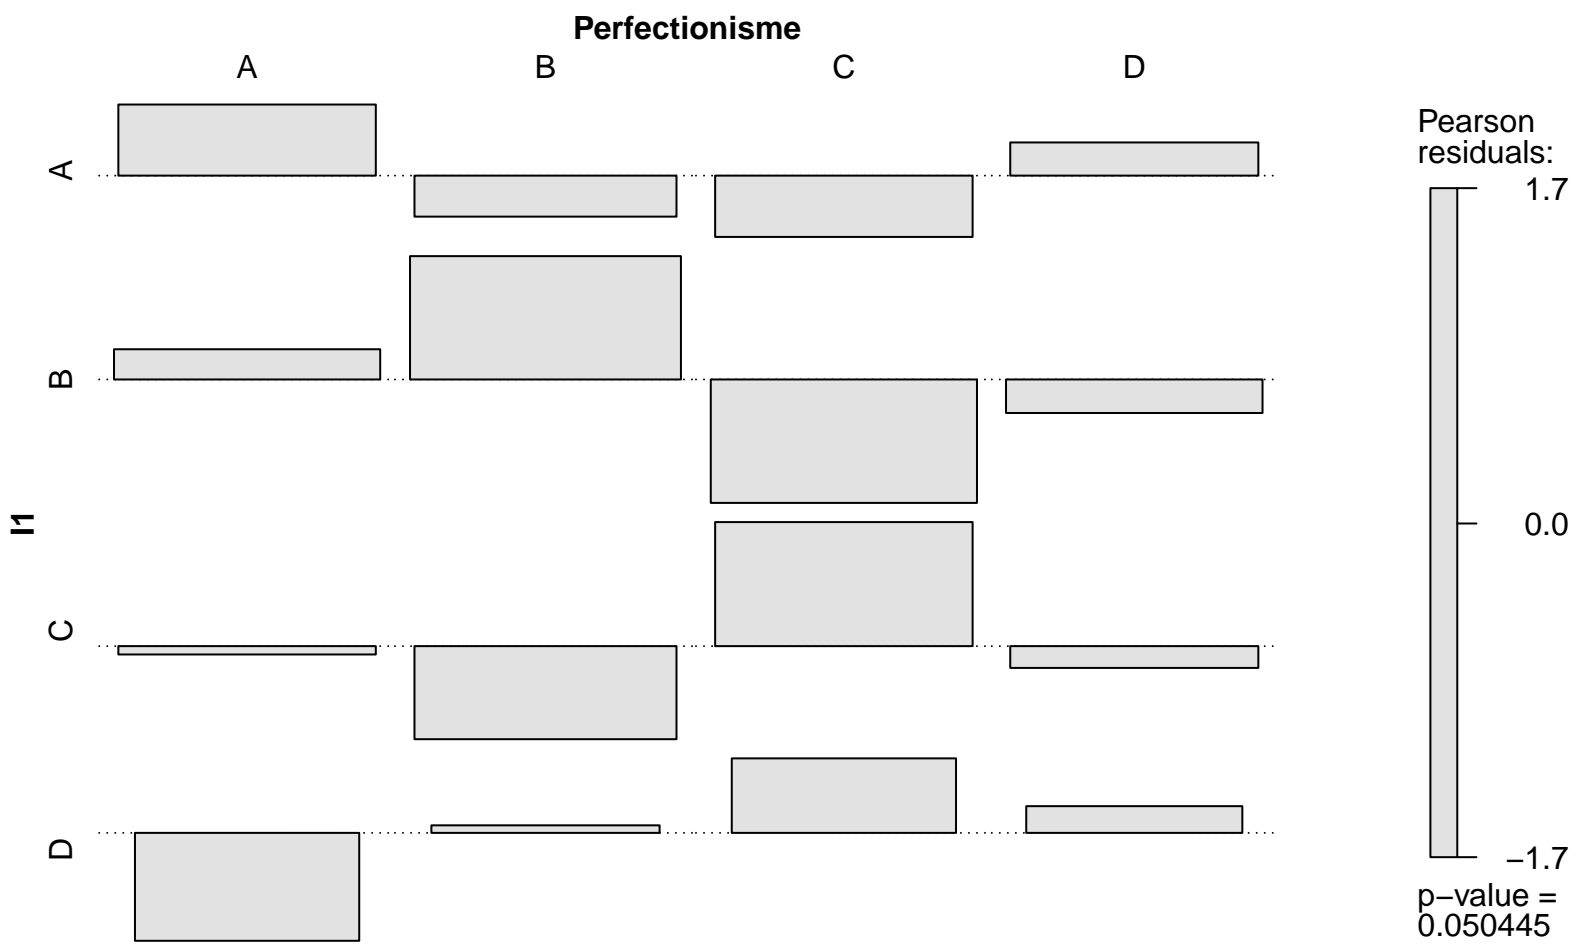 Perfectionisme
A B C D
A
B
I1
C
D
Pearson
residuals:
1.7
0.0
−1.7
p−value =
0.050445